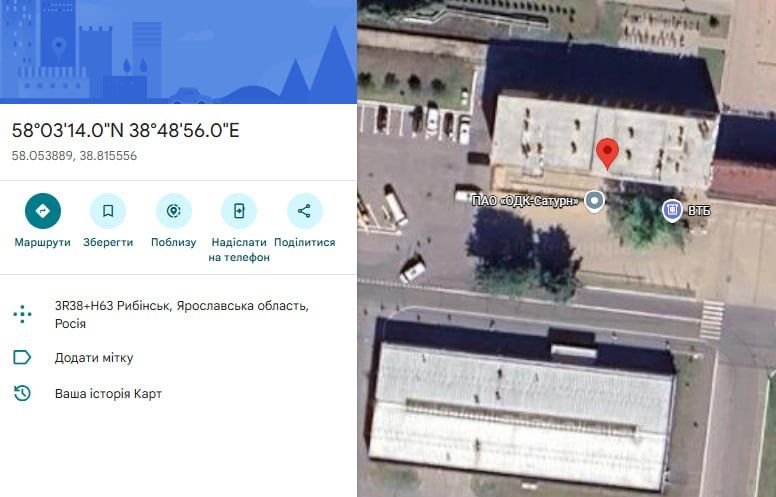 58°03'14.0"N 38°48'56.0"E
58.053889, 38.815556
Маршрути
Зберегти
Поблизу
Надіслати
на телефон
Поділитися
3R38+H63 Рибінськ, Ярославська область,
Росія
Додати мітку
Ваша історія Карт
ПАО «ОДК-Сатурн»
ВТБ